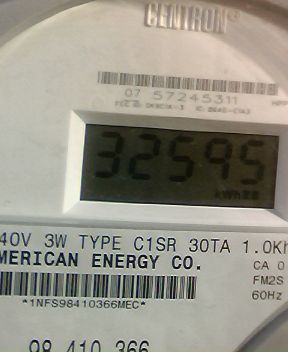 CENTRON®
07 57245311
32595
kWh
40V 3W TYPE C1SR 30TA 1.0Kh
MERICAN ENERGY CO.
CA 0
FM2S
60Hz
*1NFS98410366MEC*
98 410 366